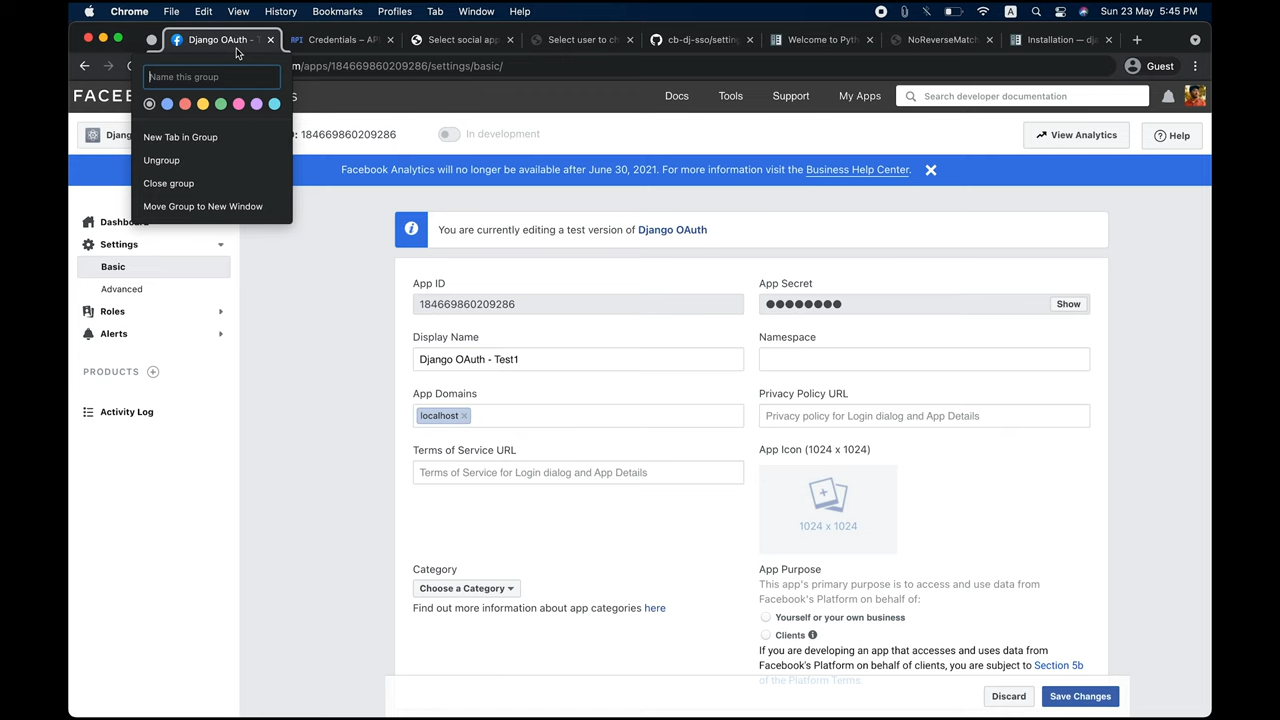 Chrome File Edit View History Bookmarks Profiles Tab Window Help
A Sun 23 May 5:45 PM
Django OAuth - T
Credentials – AP
Select social app
Select user to ch
cb-dj-sso/setting
Welcome to Pyth
NoReverseMatch
Installation — dj
m/apps/184669860209286/settings/basic/
Guest
Name this group
New Tab in Group
Ungroup
Close group
Move Group to New Window
FACE
S
Docs
Tools
Support
My Apps
Search developer documentation
Djang
D: 184669860209286
In development
View Analytics
Help
Facebook Analytics will no longer be available after June 30, 2021. For more information visit the Business Help Center.
Dashbo
Settings
Basic
Advanced
Roles
Alerts
PRODUCTS
Activity Log
You are currently editing a test version of Django OAuth
App ID
184669860209286
App Secret
●●●●●●●●
Show
Display Name
Django OAuth - Test1
Namespace
App Domains
localhost
Privacy Policy URL
Privacy policy for Login dialog and App Details
Terms of Service URL
Terms of Service for Login dialog and App Details
App Icon (1024 x 1024)
1024 x 1024
Category
Choose a Category
Find out more information about app categories here
App Purpose
This app's primary purpose is to access and use data from
Facebook's Platform on behalf of:
Yourself or your own business
Clients
If you are developing an app that accesses and uses data from
Facebook's Platform on behalf of clients, you are subject to Section 5b
of the Platform Terms.
Discard
Save Changes